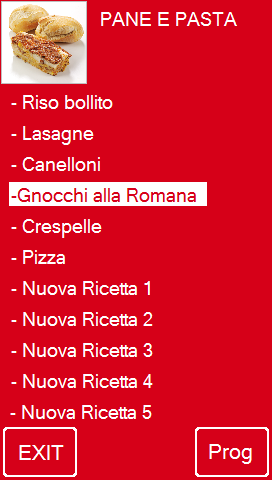 PANE E PASTA
- Riso bollito
- Lasagne
- Canelloni
-Gnocchi alla Romana
- Crespelle
- Pizza
- Nuova Ricetta 1
- Nuova Ricetta 2
- Nuova Ricetta 3
- Nuova Ricetta 4
- Nuova Ricetta 5
EXIT Prog